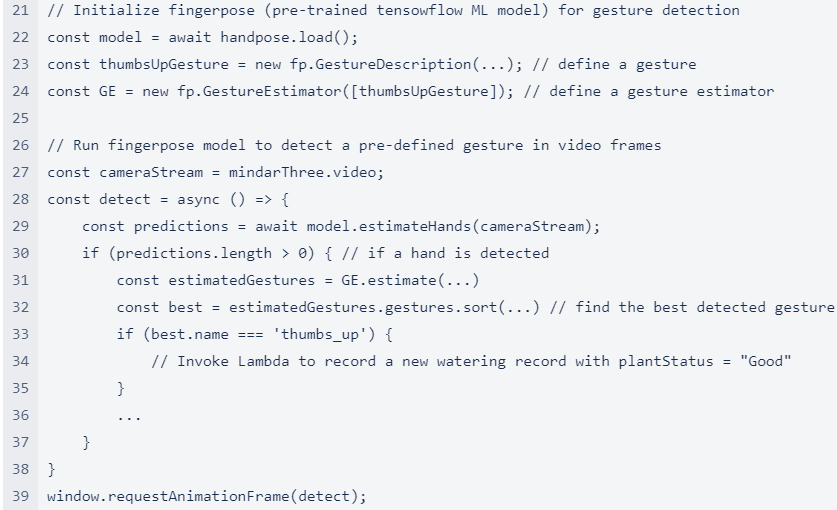 21 // Initialize fingerpose (pre-trained tensowflow ML model) for gesture detection
22 const model = await handpose.load();
23 const thumbsUpGesture = new fp.GestureDescription(...); // define a gesture
24 const GE = new fp.GestureEstimator([thumbsUpGesture]); // define a gesture estimator
25
26 // Run fingerpose model to detect a pre-defined gesture in video frames
27 const cameraStream = mindarThree.video;
28 const detect = async () => {
29     const predictions = await model.estimateHands(cameraStream);
30     if (predictions.length > 0) { // if a hand is detected
31         const estimatedGestures = GE.estimate(...)
32         const best = estimatedGestures.gestures.sort(...) // find the best detected gesture
33         if (best.name === 'thumbs_up') {
34             // Invoke Lambda to record a new watering record with plantStatus = "Good"
35         }
36         ...
37     }
38 }
39 window.requestAnimationFrame(detect);